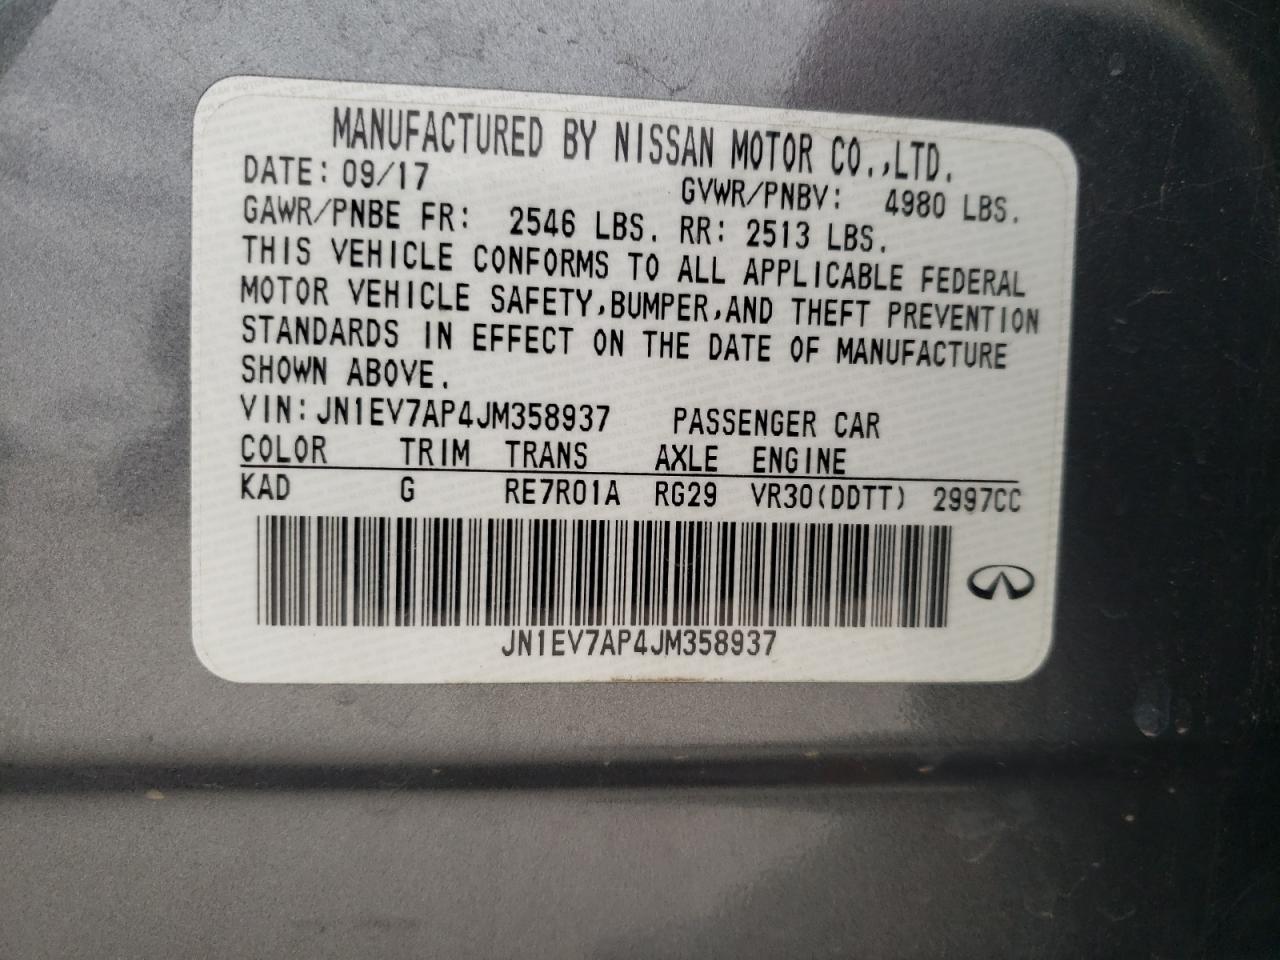 MANUFACTURED BY NISSAN MOTOR CO.,LTD.
DATE: 09/17 GVWR/PNBV: 4980 LBS.
GAWR/PNBE FR: 2546 LBS. RR: 2513 LBS.
THIS VEHICLE CONFORMS TO ALL APPLICABLE FEDERAL
MOTOR VEHICLE SAFETY,BUMPER,AND THEFT PREVENTION
STANDARDS IN EFFECT ON THE DATE OF MANUFACTURE
SHOWN ABOVE.
VIN:JN1EV7AP4JM358937 PASSENGER CAR
COLOR TRIM TRANS AXLE ENGINE
KAD G RE7R01A RG29 VR30(DDTT) 2997CC
JN1EV7AP4JM358937